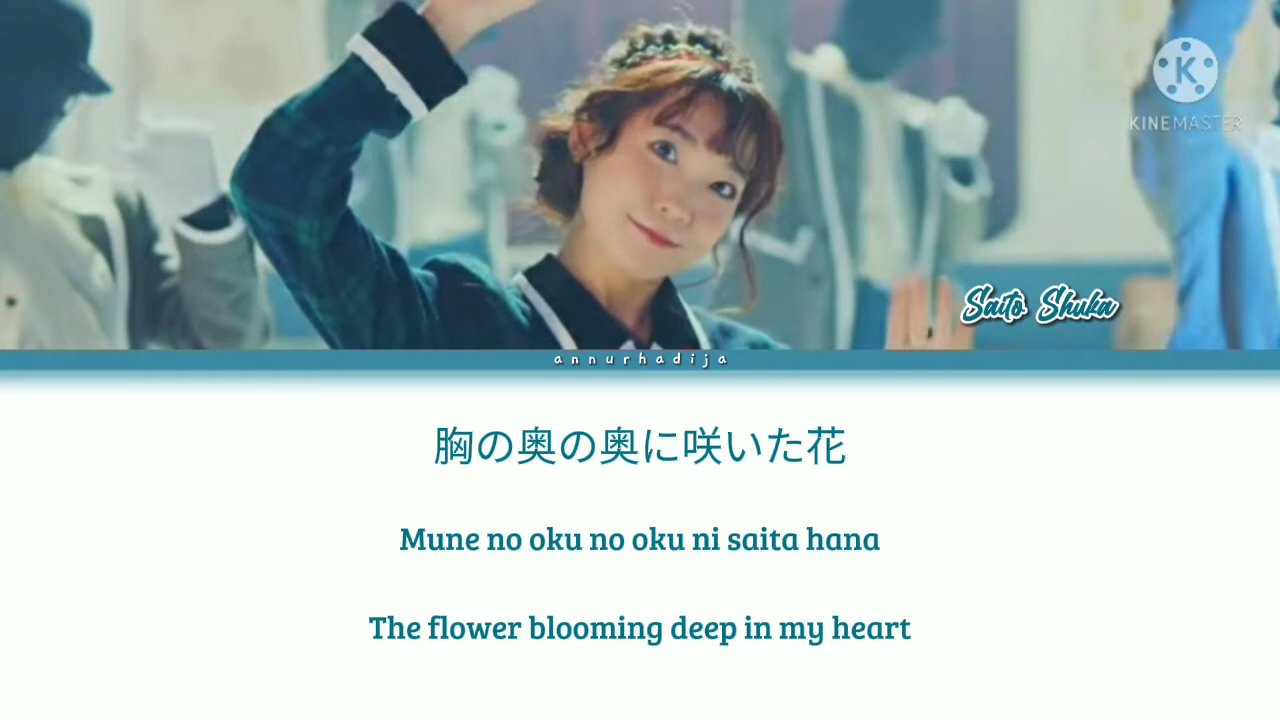 K
KINEMASTER
Saito Shuka
annurhadija
胸の奥の奥に咲いた花
Mune no oku no oku ni saita hana
The flower blooming deep in my heart